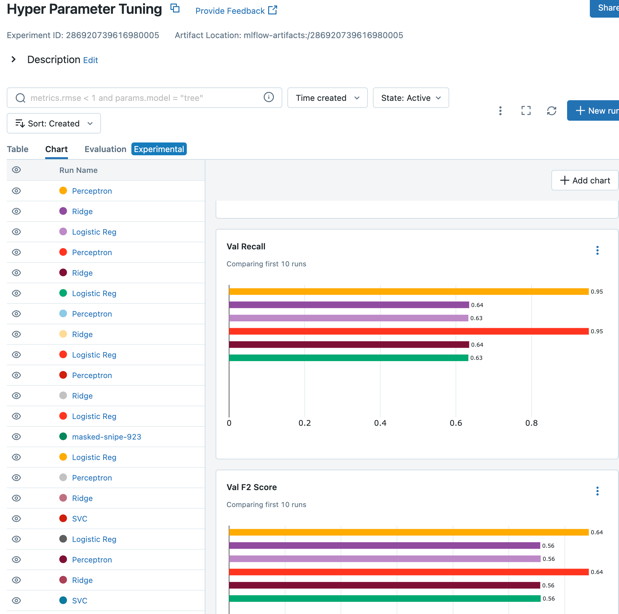 Hyper Parameter Tuning
Provide Feedback
Share
Experiment ID: 286920739616980005
Artifact Location: mlflow-artifacts:/286920739616980005
Description Edit
metrics.rmse < 1 and params.model = "tree"
Time created
State: Active
Sort: Created
+ New run
Table
Chart
Evaluation
Experimental
+ Add chart
Run Name
Perceptron
Ridge
Logistic Reg
Perceptron
Ridge
Logistic Reg
Perceptron
Ridge
Logistic Reg
Perceptron
Ridge
Logistic Reg
masked-snipe-923
Logistic Reg
Perceptron
Ridge
SVC
Logistic Reg
Perceptron
Ridge
SVC
Val Recall
Comparing first 10 runs
0.95
0.64
0.63
0.95
0.64
0.63
0 0.2 0.4 0.6 0.8
Val F2 Score
Comparing first 10 runs
0.64
0.56
0.56
0.64
0.56
0.56